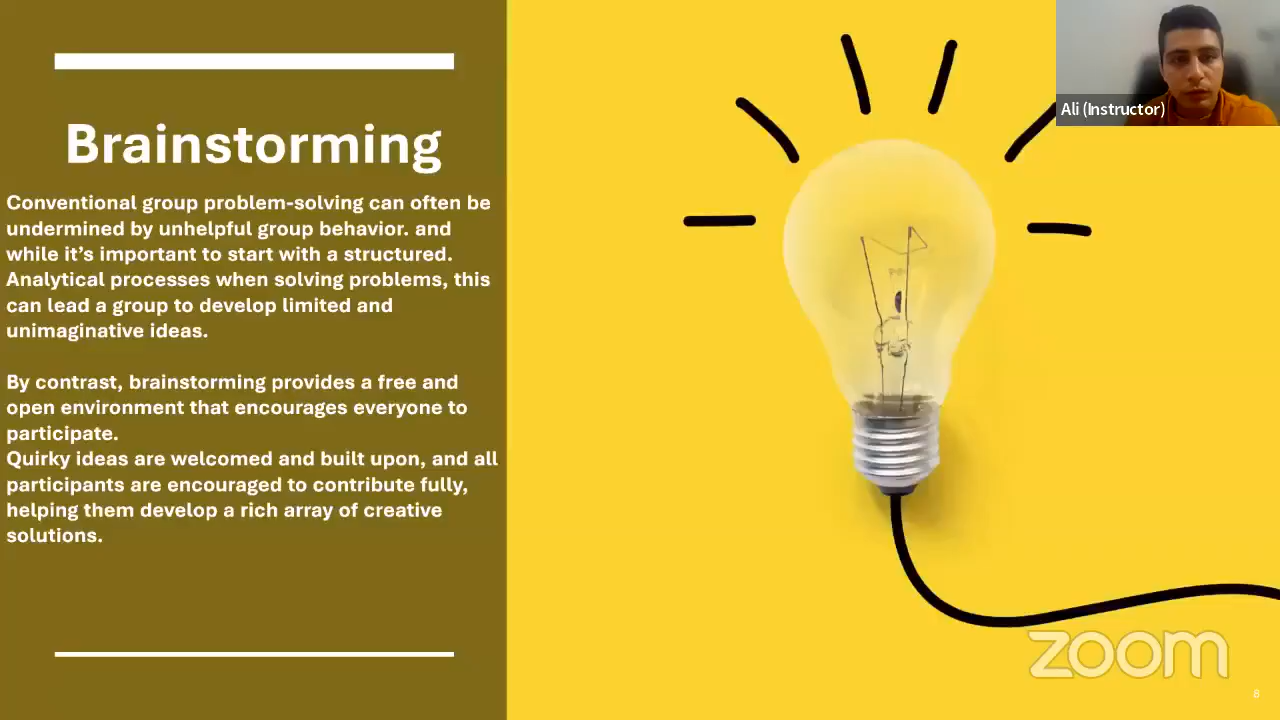 Brainstorming
Conventional group problem-solving can often be
undermined by unhelpful group behavior. and
while it’s important to start with a structured.
Analytical processes when solving problems, this
can lead a group to develop limited and
unimaginative ideas.
By contrast, brainstorming provides a free and
open environment that encourages everyone to
participate.
Quirky ideas are welcomed and built upon, and all
participants are encouraged to contribute fully,
helping them develop a rich array of creative
solutions.
Ali (Instructor)
zoom